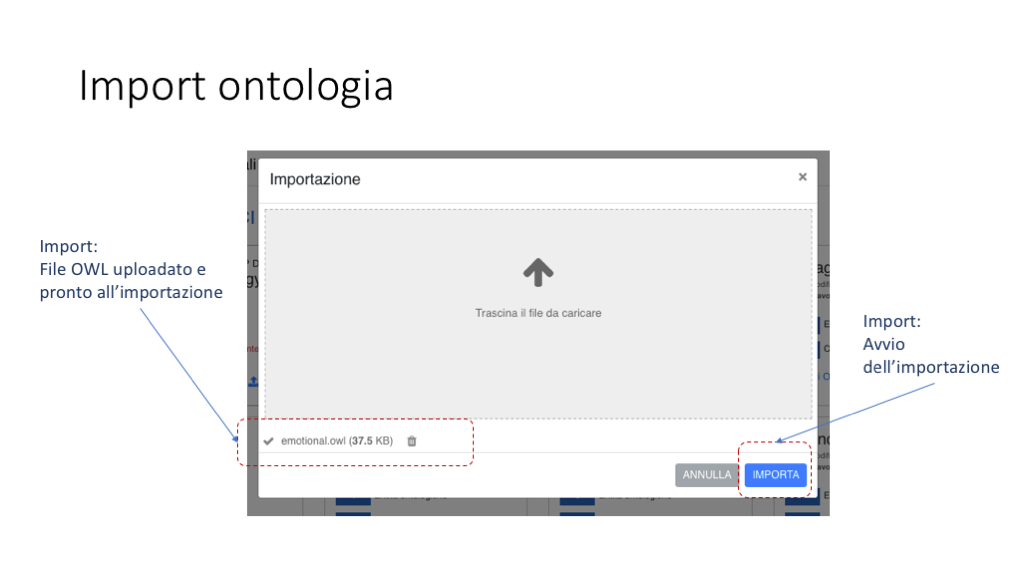 Import ontologia
Importazione
×
Import:
File OWL uploadato e
pronto all'importazione
Trascina il file da caricare
Import:
Avvio
dell'importazione
emotional.owl (37.5 KB)
ANNULLA
IMPORTA